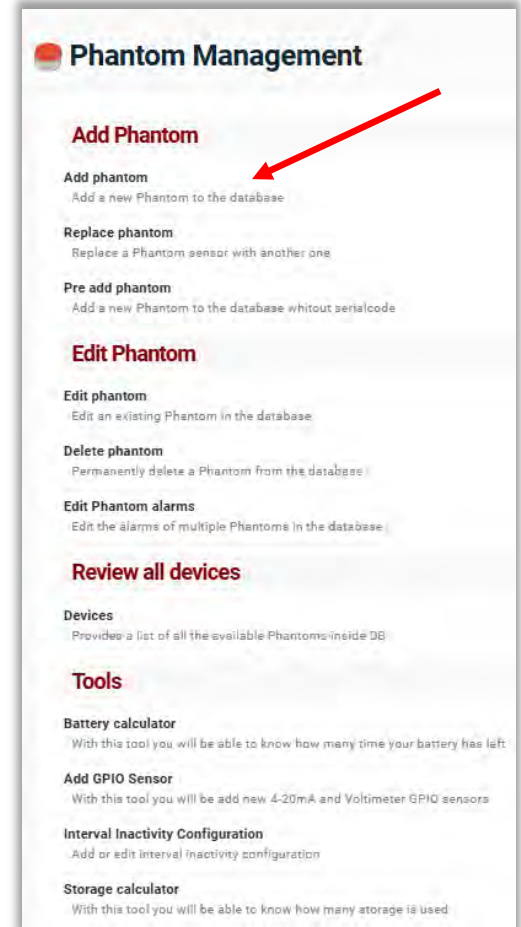 Phantom Management
Add Phantom
Add phantom
Add a new Phantom to the database
Replace phantom
Replace a Phantom sensor with another one
Pre add phantom
Add a new Phantom to the database whitout serialcode
Edit Phantom
Edit phantom
Edit an existing Phantom in the database
Delete phantom
Permanently delete a Phantom from the database
Edit Phantom alarms
Edit the alarms of multiple Phantoms in the database
Review all devices
Devices
Provides a list of all the available Phantoms inside DB
Tools
Battery calculator
With this tool you will be able to know how many time your battery has left
Add GPIO Sensor
With this tool you will be add new 4-20mA and Voltimeter GPIO sensors
Interval Inactivity Configuration
Add or edit interval inactivity configuration
Storage calculator
With this tool you will be able to know how many storage is used